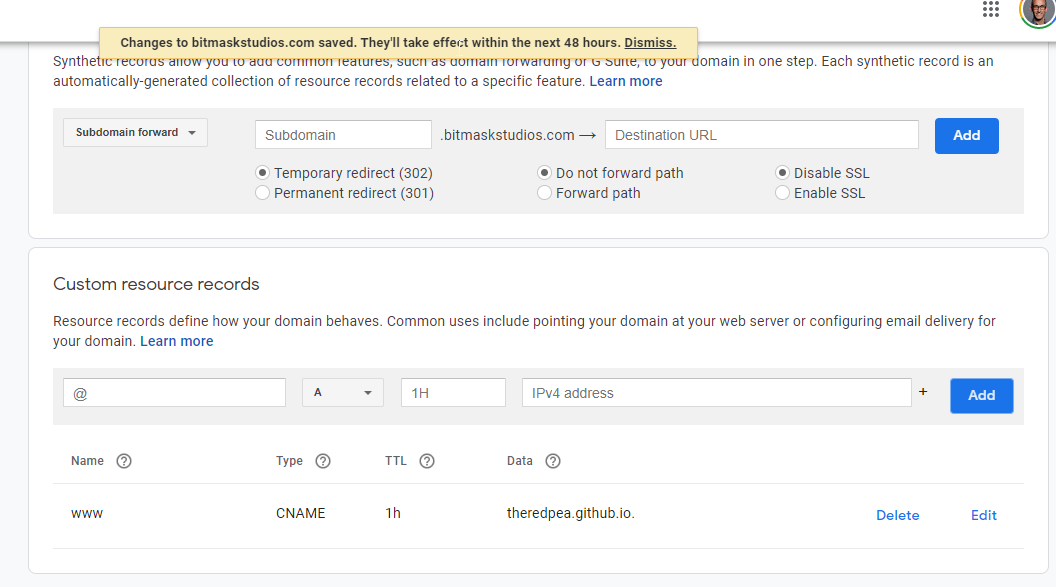 Changes to bitmaskstudios.com saved. They'll take effect within the next 48 hours. Dismiss.
Synthetic records allow you to add common features, such as domain forwarding or G Suite, to your domain in one step. Each synthetic record is an
automatically-generated collection of resource records related to a specific feature. Learn more
Subdomain forward
Subdomain
.bitmaskstudios.com →
Destination URL
Add
Temporary redirect (302)
Do not forward path
Disable SSL
Permanent redirect (301)
Forward path
Enable SSL
Custom resource records
Resource records define how your domain behaves. Common uses include pointing your domain at your web server or configuring email delivery for
your domain. Learn more
@
A
1H
IPv4 address
+
Add
Name ?
Type ?
TTL ?
Data ?
www
CNAME
1h
theredpea.github.io.
Delete
Edit